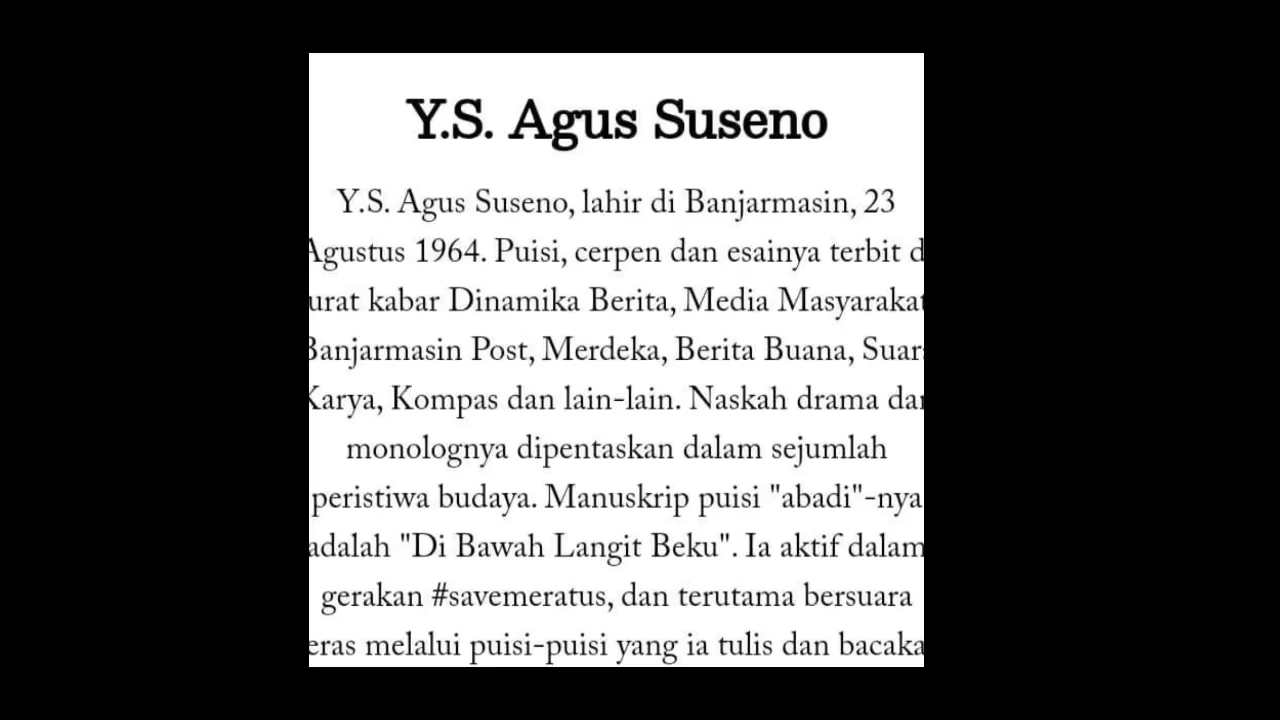 Y.S. Agus Suseno
Y.S. Agus Suseno, lahir di Banjarmasin, 23
Agustus 1964. Puisi, cerpen dan esainya terbit d
urat kabar Dinamika Berita, Media Masyarakat
Banjarmasin Post, Merdeka, Berita Buana, Suara
Karya, Kompas dan lain-lain. Naskah drama dan
monolognya dipentaskan dalam sejumlah
peristiwa budaya. Manuskrip puisi "abadi"-nya
adalah "Di Bawah Langit Beku". Ia aktif dalam
gerakan #savemeratus, dan terutama bersuara
eras melalui puisi-puisi yang ia tulis dan bacaka